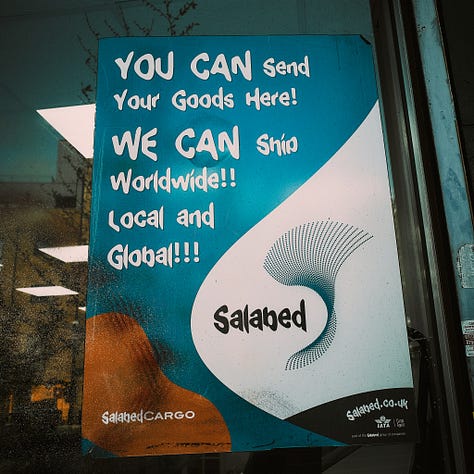 YOU CAN Send
Your Goods Here!
WE CAN Ship
Worldwide!!
Local and
Global!!!
Salabed
SalabedCARGO
Salabed.co.uk
IATA